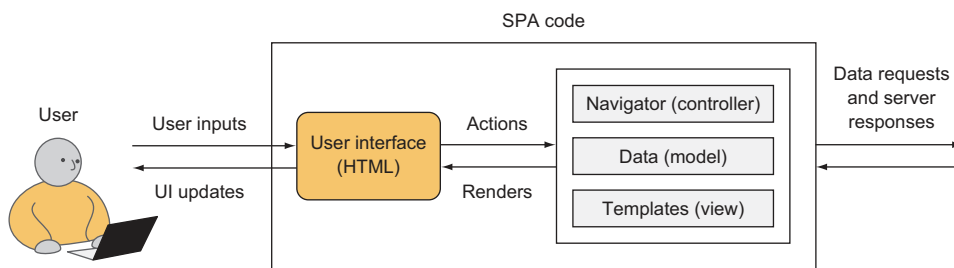 SPA code
User
User inputs
UI updates
User interface
(HTML)
Actions
Renders
Navigator (controller)
Data (model)
Templates (view)
Data requests
and server
responses